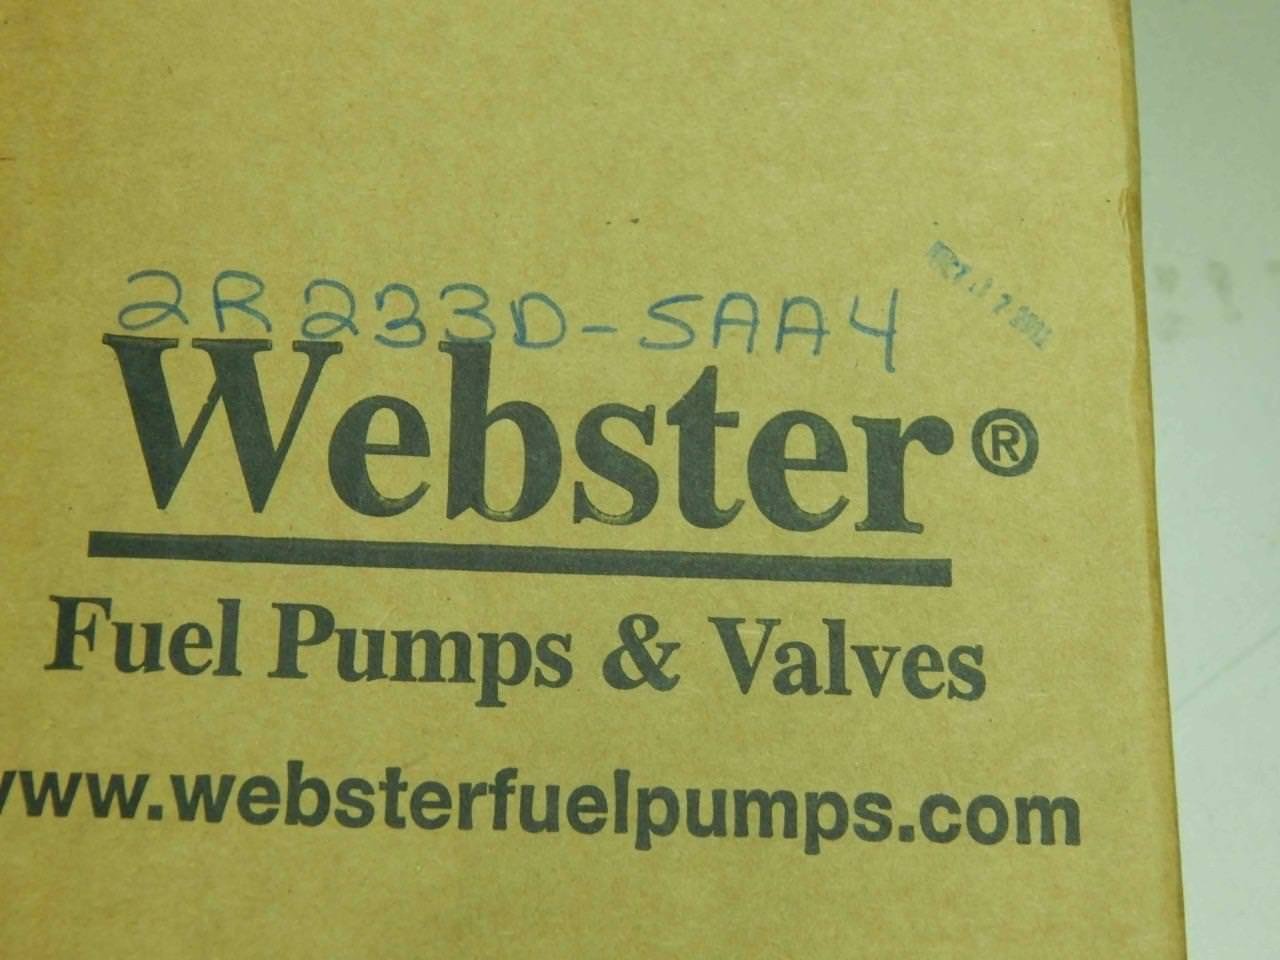 2R233D-5AA4
Webster®
Fuel Pumps & Valves
www.websterfuelpumps.com